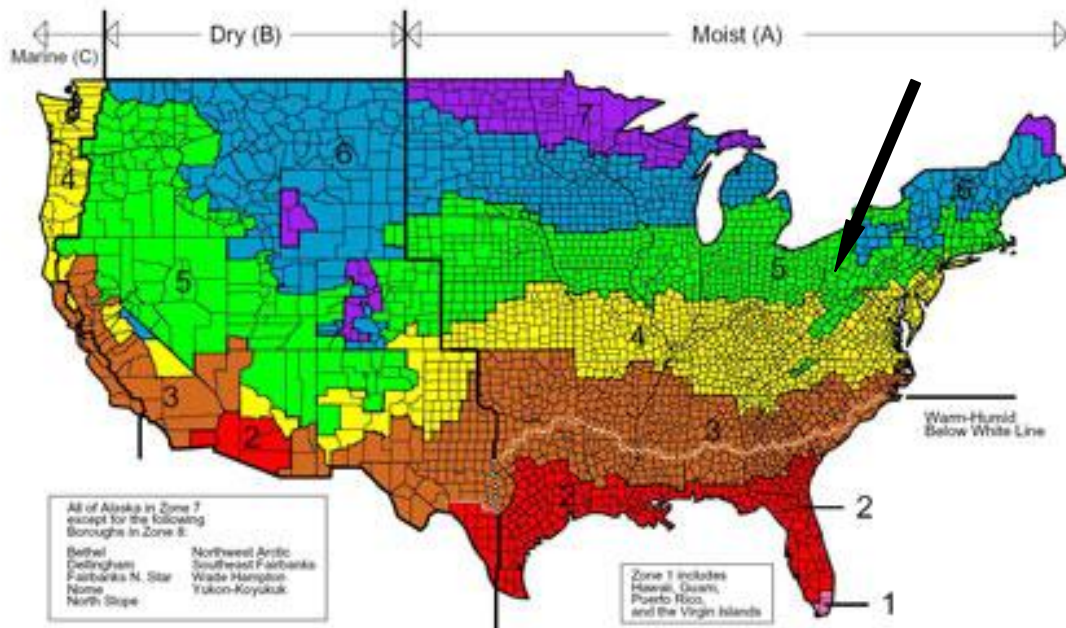 Marine (C)
Dry (B)
Moist (A)
7
6
6
4
5
5
4
3
3
2
2
Warm-Humid
Below White Line
2
1
All of Alaska in Zone 7
except for the following
Boroughs in Zone 8:
Bethel
Dellingham
Fairbanks N. Star
Nome
North Slope
Northwest Arctic
Southeast Fairbanks
Wade Hampton
Yukon-Koyukuk
Zone 1 includes
Hawaii, Guam,
Puerto Rico,
and the Virgin Islands